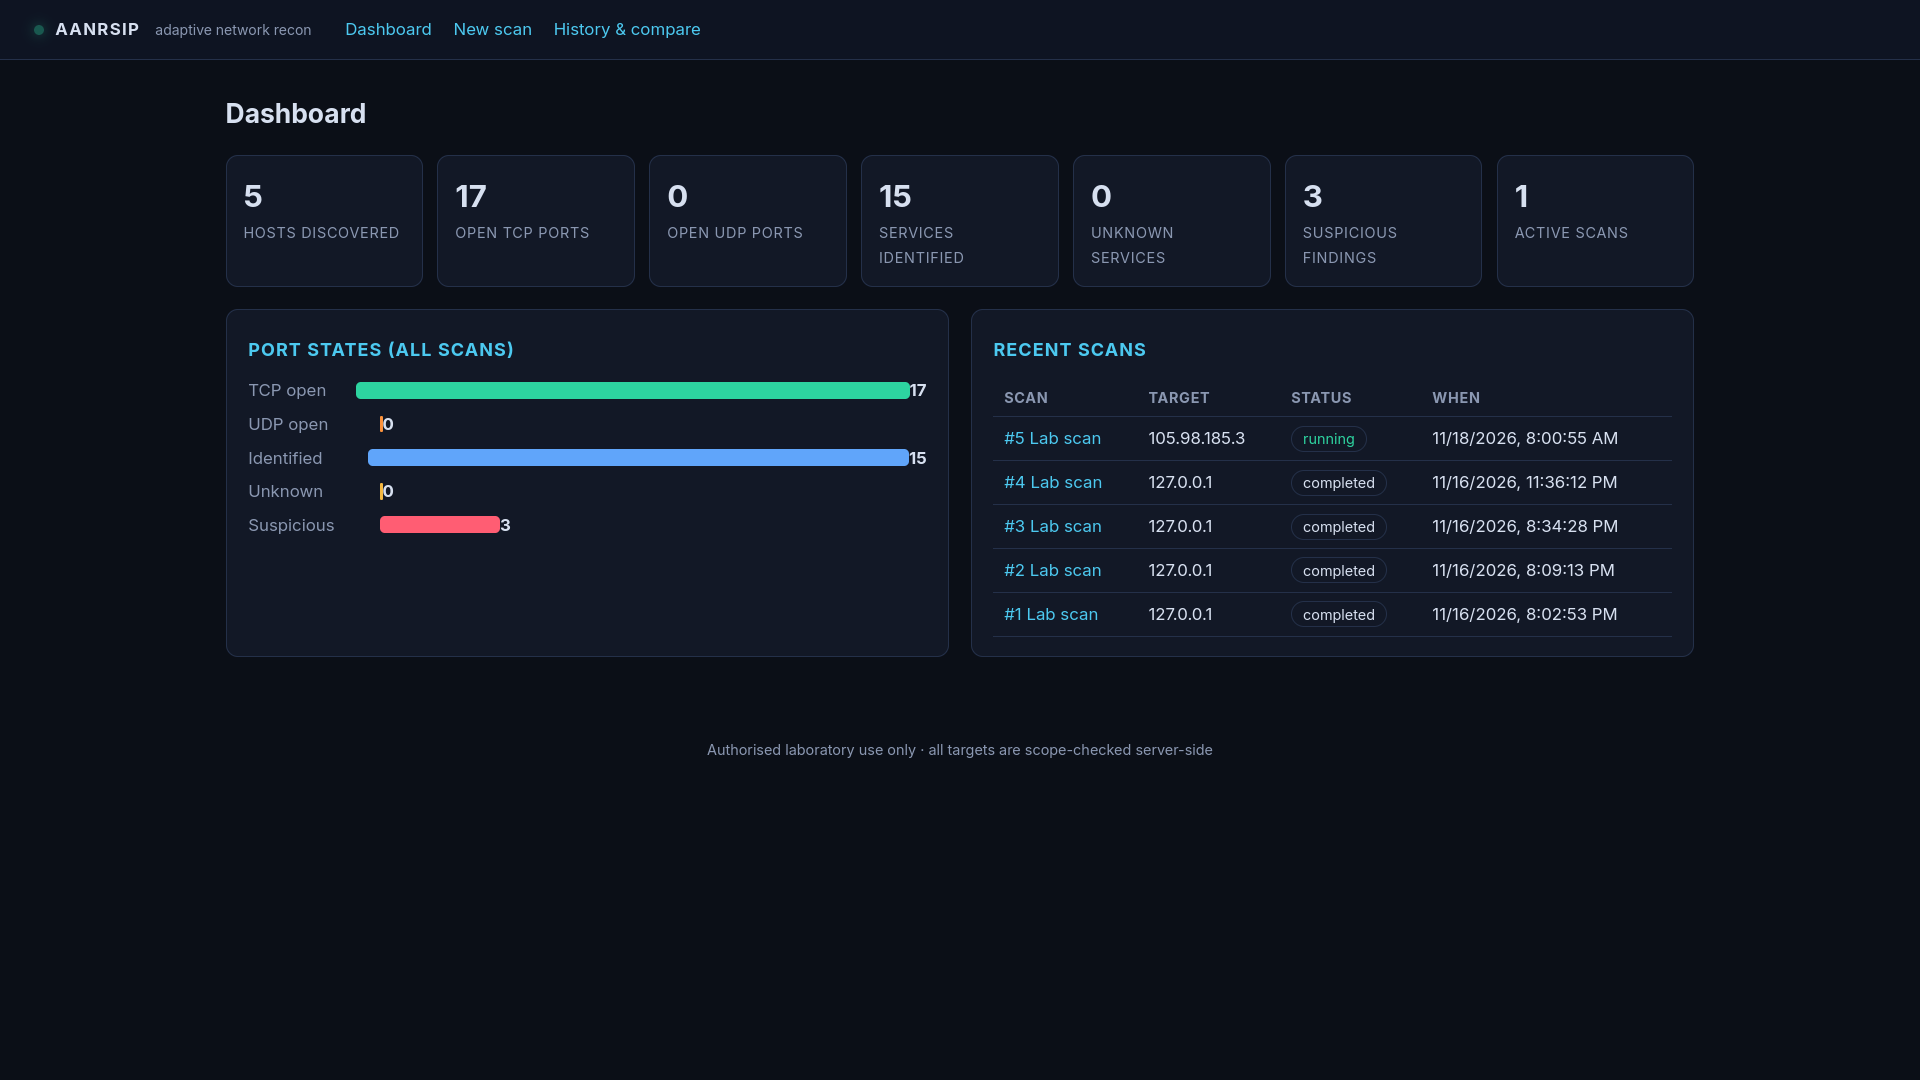 AANRSIP adaptive network recon Dashboard New scan History & compare
Dashboard
5
HOSTS DISCOVERED
17
OPEN TCP PORTS
0
OPEN UDP PORTS
15
SERVICES
IDENTIFIED
0
UNKNOWN
SERVICES
3
SUSPICIOUS
FINDINGS
1
ACTIVE SCANS
PORT STATES (ALL SCANS)
TCP open 17
UDP open 0
Identified 15
Unknown 0
Suspicious 3
RECENT SCANS
SCAN TARGET STATUS WHEN
#5 Lab scan 105.98.185.3 running 11/18/2026, 8:00:55 AM
#4 Lab scan 127.0.0.1 completed 11/16/2026, 11:36:12 PM
#3 Lab scan 127.0.0.1 completed 11/16/2026, 8:34:28 PM
#2 Lab scan 127.0.0.1 completed 11/16/2026, 8:09:13 PM
#1 Lab scan 127.0.0.1 completed 11/16/2026, 8:02:53 PM
Authorised laboratory use only · all targets are scope-checked server-side